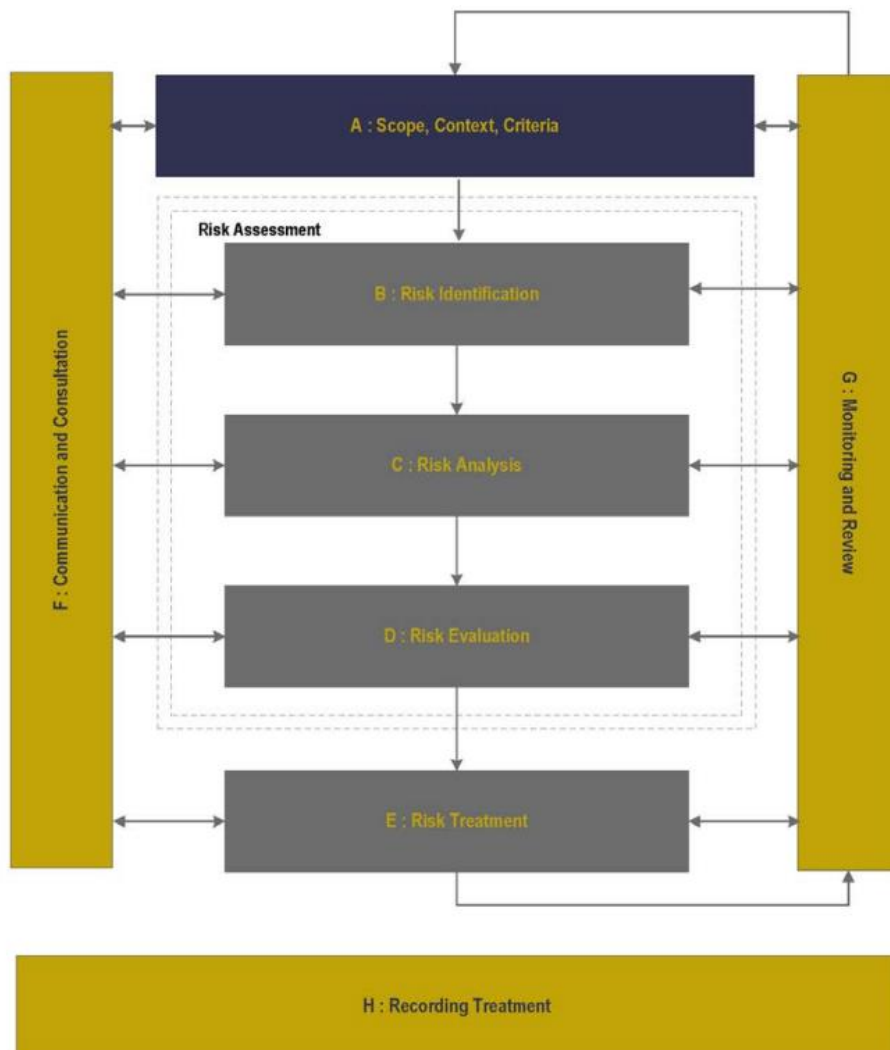 A : Scope, Context, Criteria
Risk Assessment
B : Risk Identification
C : Risk Analysis
D : Risk Evaluation
E : Risk Treatment
F : Communication and Consultation
G : Monitoring and Review
H : Recording Treatment